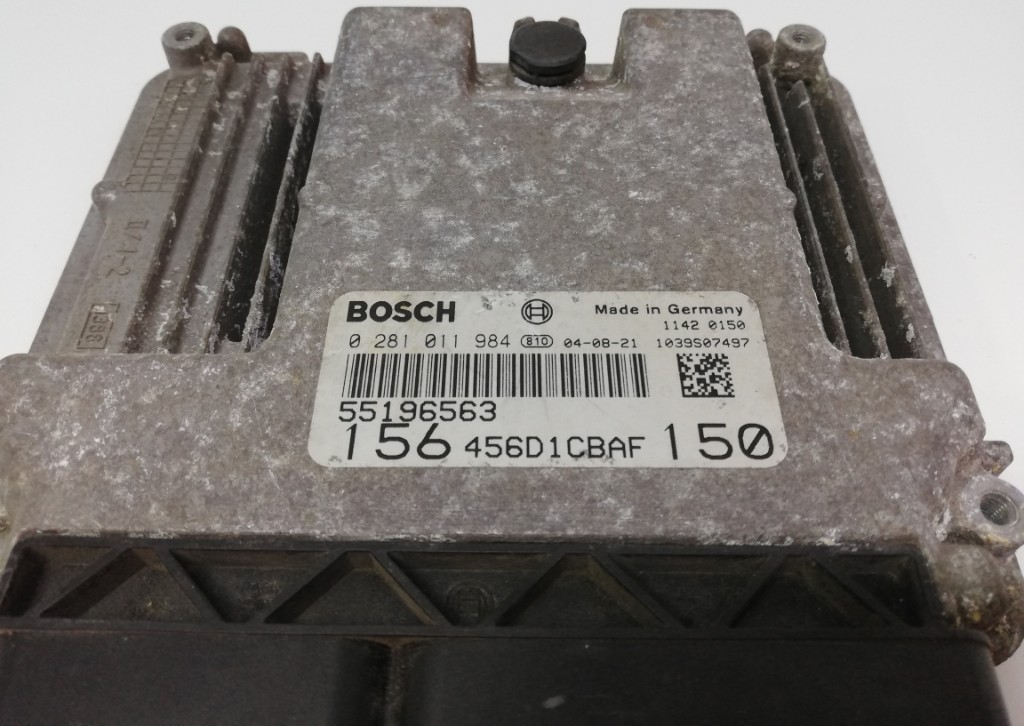 BOSCH Made in Germany
1142 0150
0 281 011 984 810 04-08-21 1039S07497
55196563
156 456D1CBAF 150